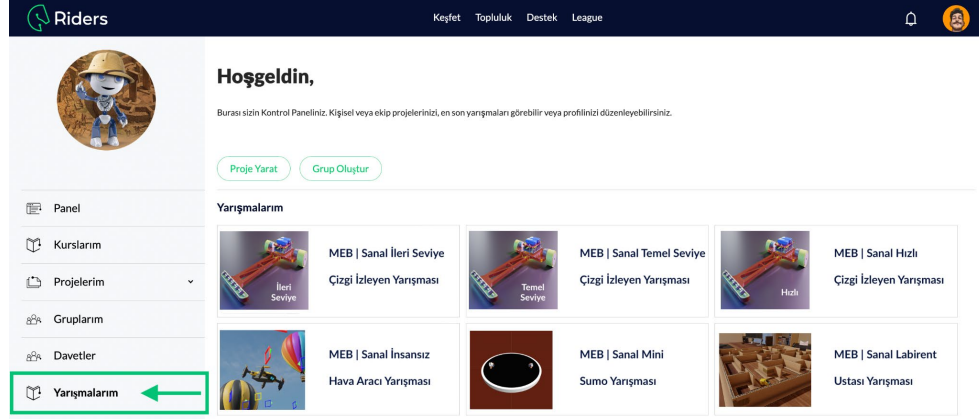 Riders
Keşfet Topluluk Destek League
Hoşgeldin,
Burası sizin Kontrol Paneliniz. Kişisel veya ekip projelerinizi, en son yarışmaları görebilir veya profilinizi düzenleyebilirsiniz.
Proje Yarat Grup Oluştur
Panel
Kurslarım
Projelerim
Gruplarım
Davetler
Yarışmalarım
Yarışmalarım
İleri
Seviye
MEB | Sanal İleri Seviye
Çizgi İzleyen Yarışması
Temel
Seviye
MEB | Sanal Temel Seviye
Çizgi İzleyen Yarışması
Hızlı
MEB | Sanal Hızlı
Çizgi İzleyen Yarışması
MEB | Sanal İnsansız
Hava Aracı Yarışması
MEB | Sanal Mini
Sumo Yarışması
MEB | Sanal Labirent
Ustası Yarışması